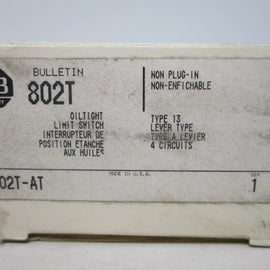 BULLETIN
802T
NON PLUG-IN
NON-ENFICHABLE
OILTIGHT
LIMIT SWITCH
INTERRUPTEUR DE
POSITION ETANCHE
AUX HUILES
TYPE 13
LEVER TYPE
TYPE A LEVIER
4 CIRCUITS
MADE IN U.S.A.
02T-AT
SER
1